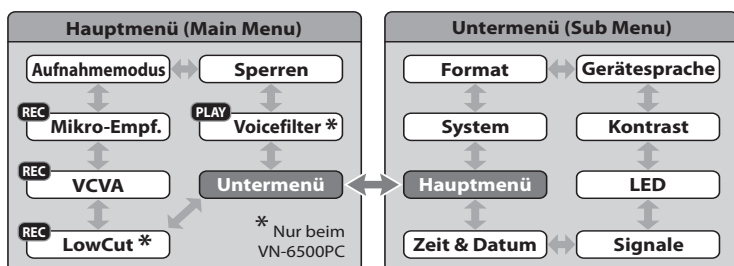 Hauptmenü (Main Menu)
Aufnahmemodus
Sperren
REC
Mikro-Empf.
PLAY
Voicefilter *
REC
VCVA
Untermenü
REC
LowCut *
* Nur beim
VN-6500PC
Untermenü (Sub Menu)
Format
Gerätesprache
System
Kontrast
Hauptmenü
LED
Zeit & Datum
Signale